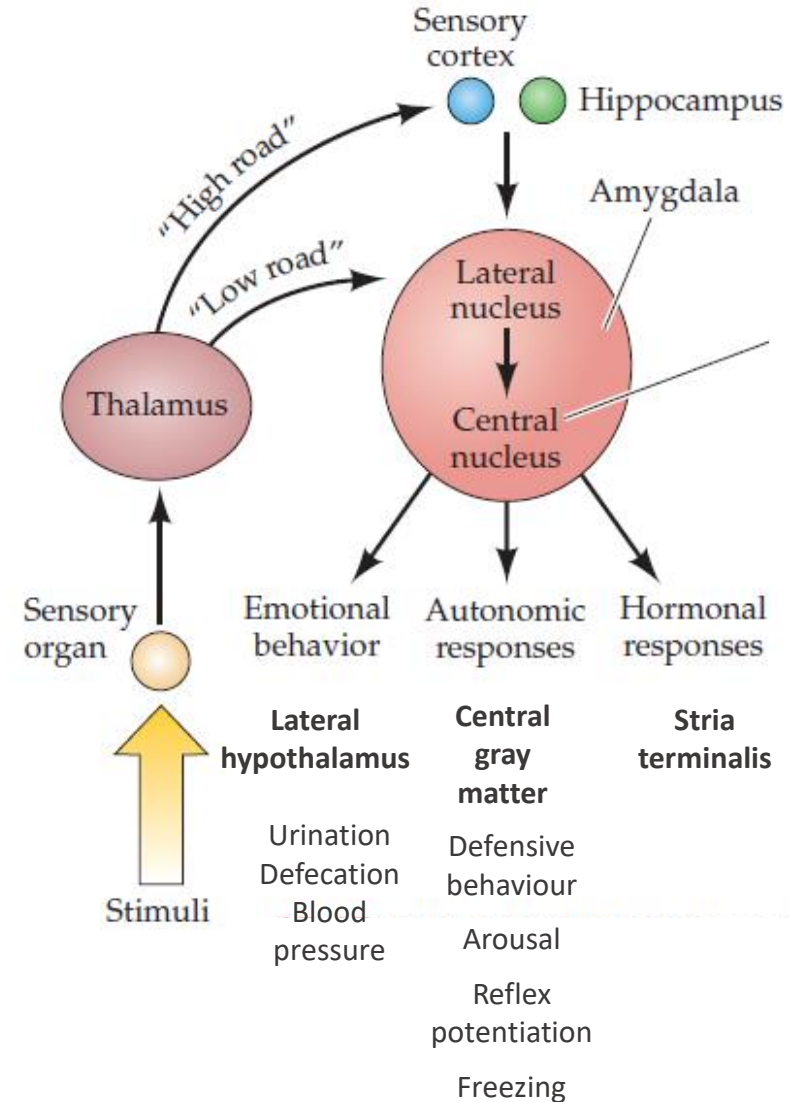 Sensory
cortex
Hippocampus
"High road"
Amygdala
"Low road"
Lateral
nucleus
Thalamus
Central
nucleus
Sensory
organ
Emotional
behavior
Autonomic
responses
Hormonal
responses
Lateral
hypothalamus
Central
gray
matter
Stria
terminalis
Urination
Defecation
Blood
pressure
Defensive
behaviour
Arousal
Reflex
potentiation
Freezing
Stimuli